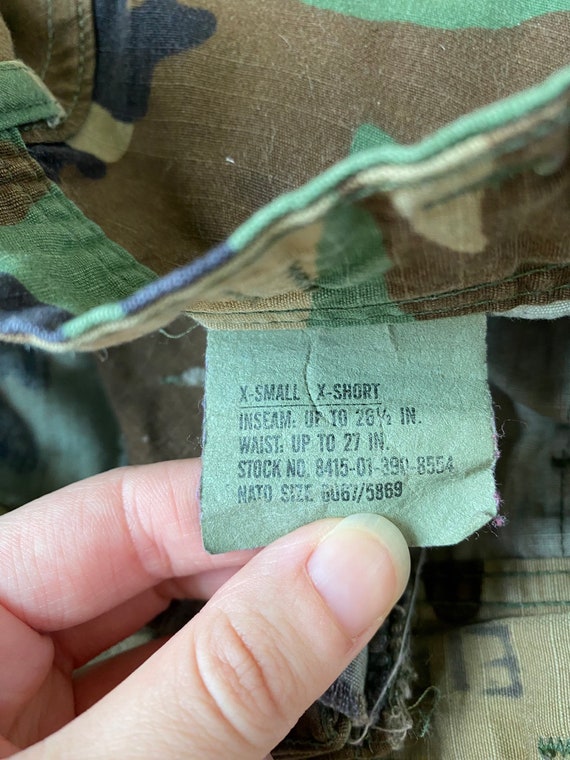 X-SMALL X-SHORT
INSEAM: UP TO 26½ IN.
WAIST: UP TO 27 IN.
STOCK NO. 8415-01-390-8554
NATO SIZE 6067/5869